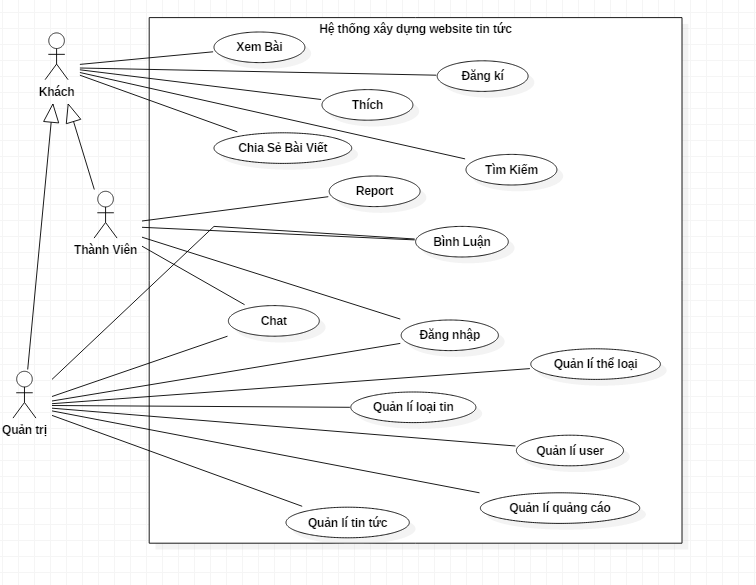 Hệ thống xây dựng website tin tức
Xem Bài
Đăng kí
Khách
Thích
Chia Sẻ Bài Viết
Tìm Kiếm
Report
Thành Viên
Bình Luận
Chat
Đăng nhập
Quản lí thể loại
Quản lí loại tin
Quản trị
Quản lí user
Quản lí quảng cáo
Quản lí tin tức